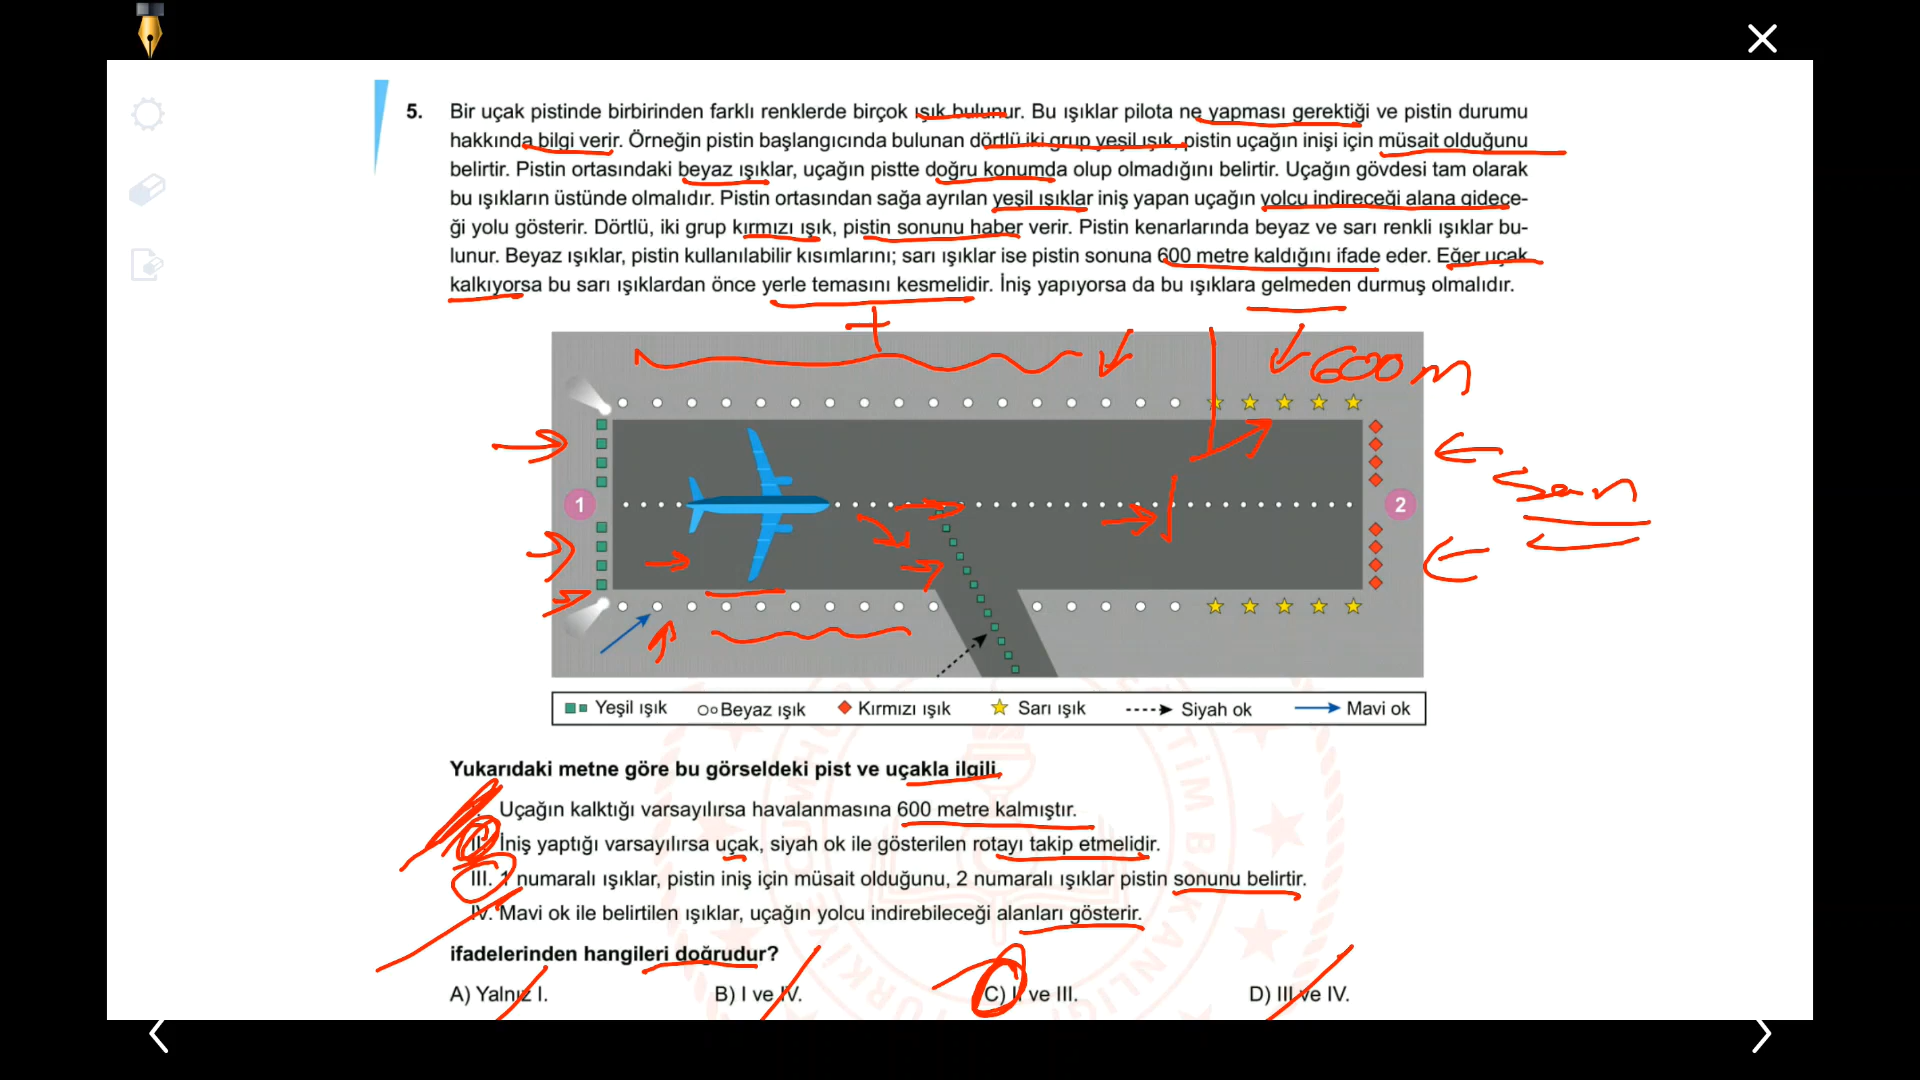 5. Bir uçak pistinde birbirinden farklı renklerde birçok ışık bulunur. Bu ışıklar pilota ne yapması gerektiği ve pistin durumu
hakkında bilgi verir. Örneğin pistin başlangıcında bulunan dörtlü iki grup yeşil ışık, pistin uçağın inişi için müsait olduğunu
belirtir. Pistin ortasındaki beyaz ışıklar, uçağın pistte doğru konumda olup olmadığını belirtir. Uçağın gövdesi tam olarak
bu ışıkların üstünde olmalıdır. Pistin ortasından sağa ayrılan yeşil ışıklar iniş yapan uçağın yolcu indireceği alana gidece-
ği yolu gösterir. Dörtlü, iki grup kırmızı ışık, pistin sonunu haber verir. Pistin kenarlarında beyaz ve sarı renkli ışıklar bu-
lunur. Beyaz ışıklar, pistin kullanılabilir kısımlarını; sarı ışıklar ise pistin sonuna 600 metre kaldığını ifade eder. Eğer uçak
kalkıyorsa bu sarı ışıklardan önce yerle temasını kesmelidir. İniş yapıyorsa da bu ışıklara gelmeden durmuş olmalıdır.
600 m
1
2
son
Yeşil ışık Beyaz ışık Kırmızı ışık Sarı ışık Siyah ok Mavi ok
Yukarıdaki metne göre bu görseldeki pist ve uçakla ilgili,
Uçağın kalktığı varsayılırsa havalanmasına 600 metre kalmıştır.
II. İniş yaptığı varsayılırsa uçak, siyah ok ile gösterilen rotayı takip etmelidir.
III. 1 numaralı ışıklar, pistin iniş için müsait olduğunu, 2 numaralı ışıklar pistin sonunu belirtir.
IV. Mavi ok ile belirtilen ışıklar, uçağın yolcu indirebileceği alanları gösterir.
ifadelerinden hangileri doğrudur?
A) Yalnız I. B) I ve IV. C) II ve III. D) III ve IV.